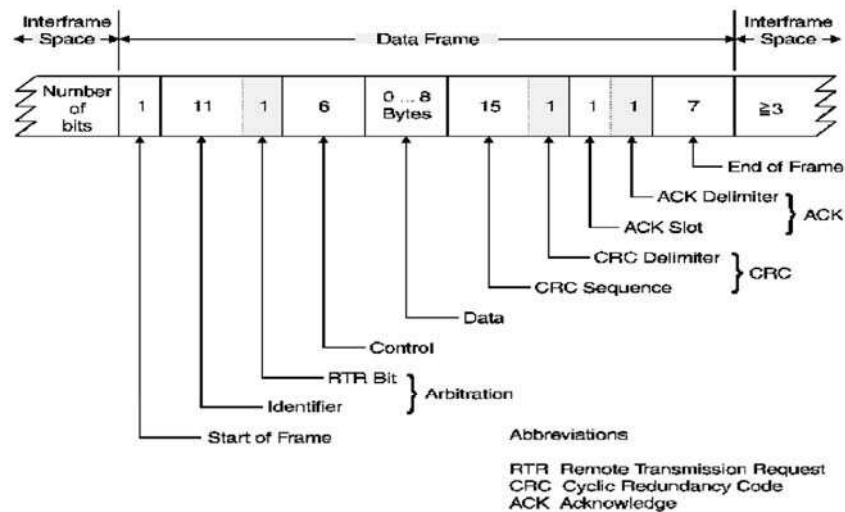 Interframe Space
Data Frame
Interframe Space
Number of bits
1
11
1
6
0 ... 8 Bytes
15
1
1
1
7
≧3
End of Frame
ACK Delimiter
ACK
ACK Slot
CRC Delimiter
CRC
CRC Sequence
Data
Control
RTR Bit
Arbitration
Identifier
Start of Frame
Abbreviations
RTR Remote Transmission Request
CRC Cyclic Redundancy Code
ACK Acknowledge